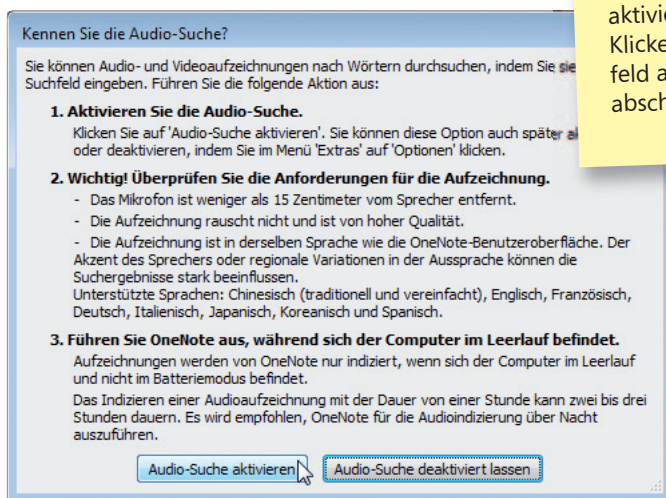 Kennen Sie die Audio-Suche?
Sie können Audio- und Videoaufzeichnungen nach Wörtern durchsuchen, indem Sie sie
Suchfeld eingeben. Führen Sie die folgende Aktion aus:
1. Aktivieren Sie die Audio-Suche.
Klicken Sie auf 'Audio-Suche aktivieren'. Sie können diese Option auch später
oder deaktivieren, indem Sie im Menü 'Extras' auf 'Optionen' klicken.
2. Wichtig! Überprüfen Sie die Anforderungen für die Aufzeichnung.
- Das Mikrofon ist weniger als 15 Zentimeter vom Sprecher entfernt.
- Die Aufzeichnung rauscht nicht und ist von hoher Qualität.
- Die Aufzeichnung ist in derselben Sprache wie die OneNote-Benutzeroberfläche. Der
Akzent des Sprechers oder regionale Variationen in der Aussprache können die
Suchergebnisse stark beeinflussen.
Unterstützte Sprachen: Chinesisch (traditionell und vereinfacht), Englisch, Französisch,
Deutsch, Italienisch, Japanisch, Koreanisch und Spanisch.
3. Führen Sie OneNote aus, während sich der Computer im Leerlauf befindet.
Aufzeichnungen werden von OneNote nur indiziert, wenn sich der Computer im Leerlauf
und nicht im Batteriemodus befindet.
Das Indizieren einer Audioaufzeichnung mit der Dauer von einer Stunde kann zwei bis drei
Stunden dauern. Es wird empfohlen, OneNote für die Audioindizierung über Nacht
auszuführen.
Audio-Suche aktivieren
Audio-Suche deaktiviert lassen
aktivie
Klicke
feld a
absch